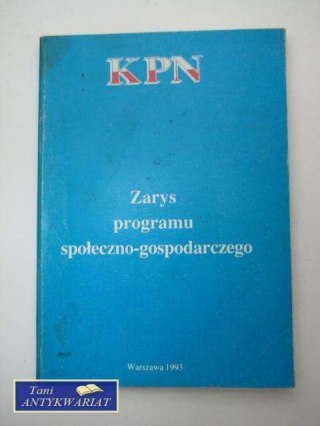 KPN
Zarys
programu
społeczno-gospodarczego
Warszawa 1993
Tani
ANTYKWARIAT